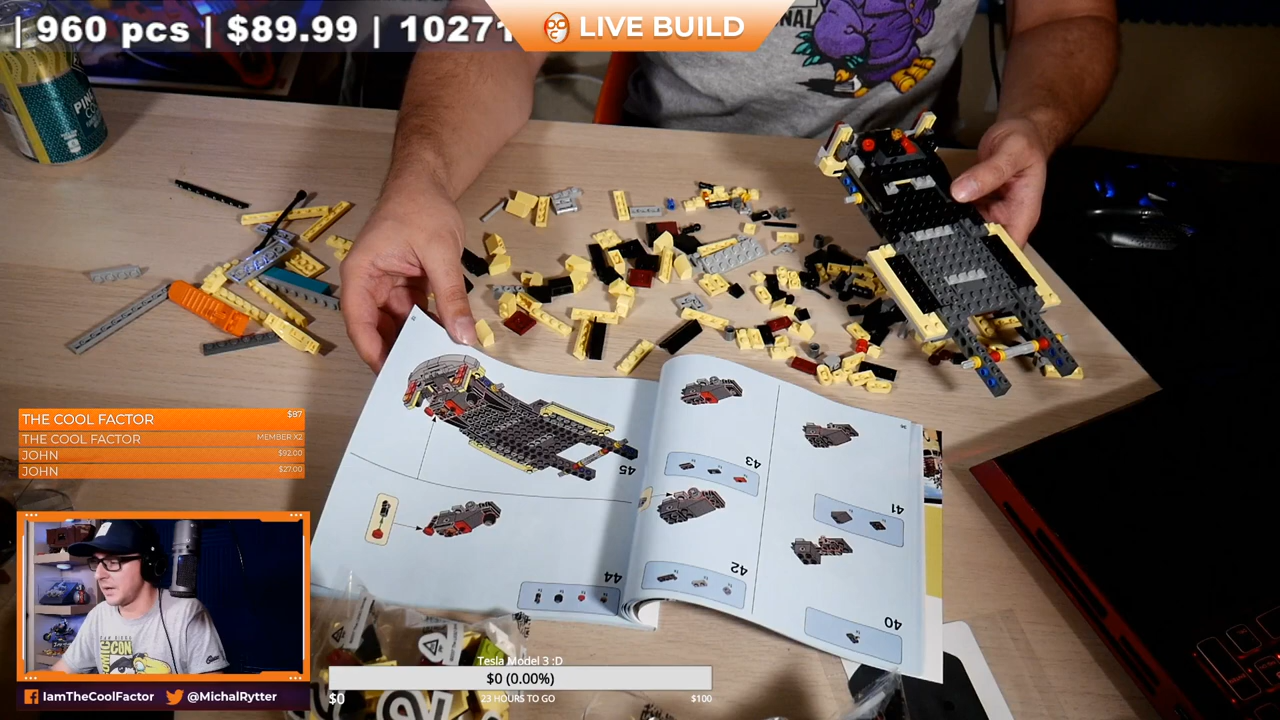 | 960 pcs | $89.99 | 10271
LIVE BUILD
THE COOL FACTOR $87
THE COOL FACTOR MEMBER X2
JOHN $92.00
JOHN $27.00
45
44
43
42
41
40
Tesla Model 3 :D
$0 (0.00%)
$0 23 HOURS TO GO $100
IamTheCoolFactor @MichalRytter